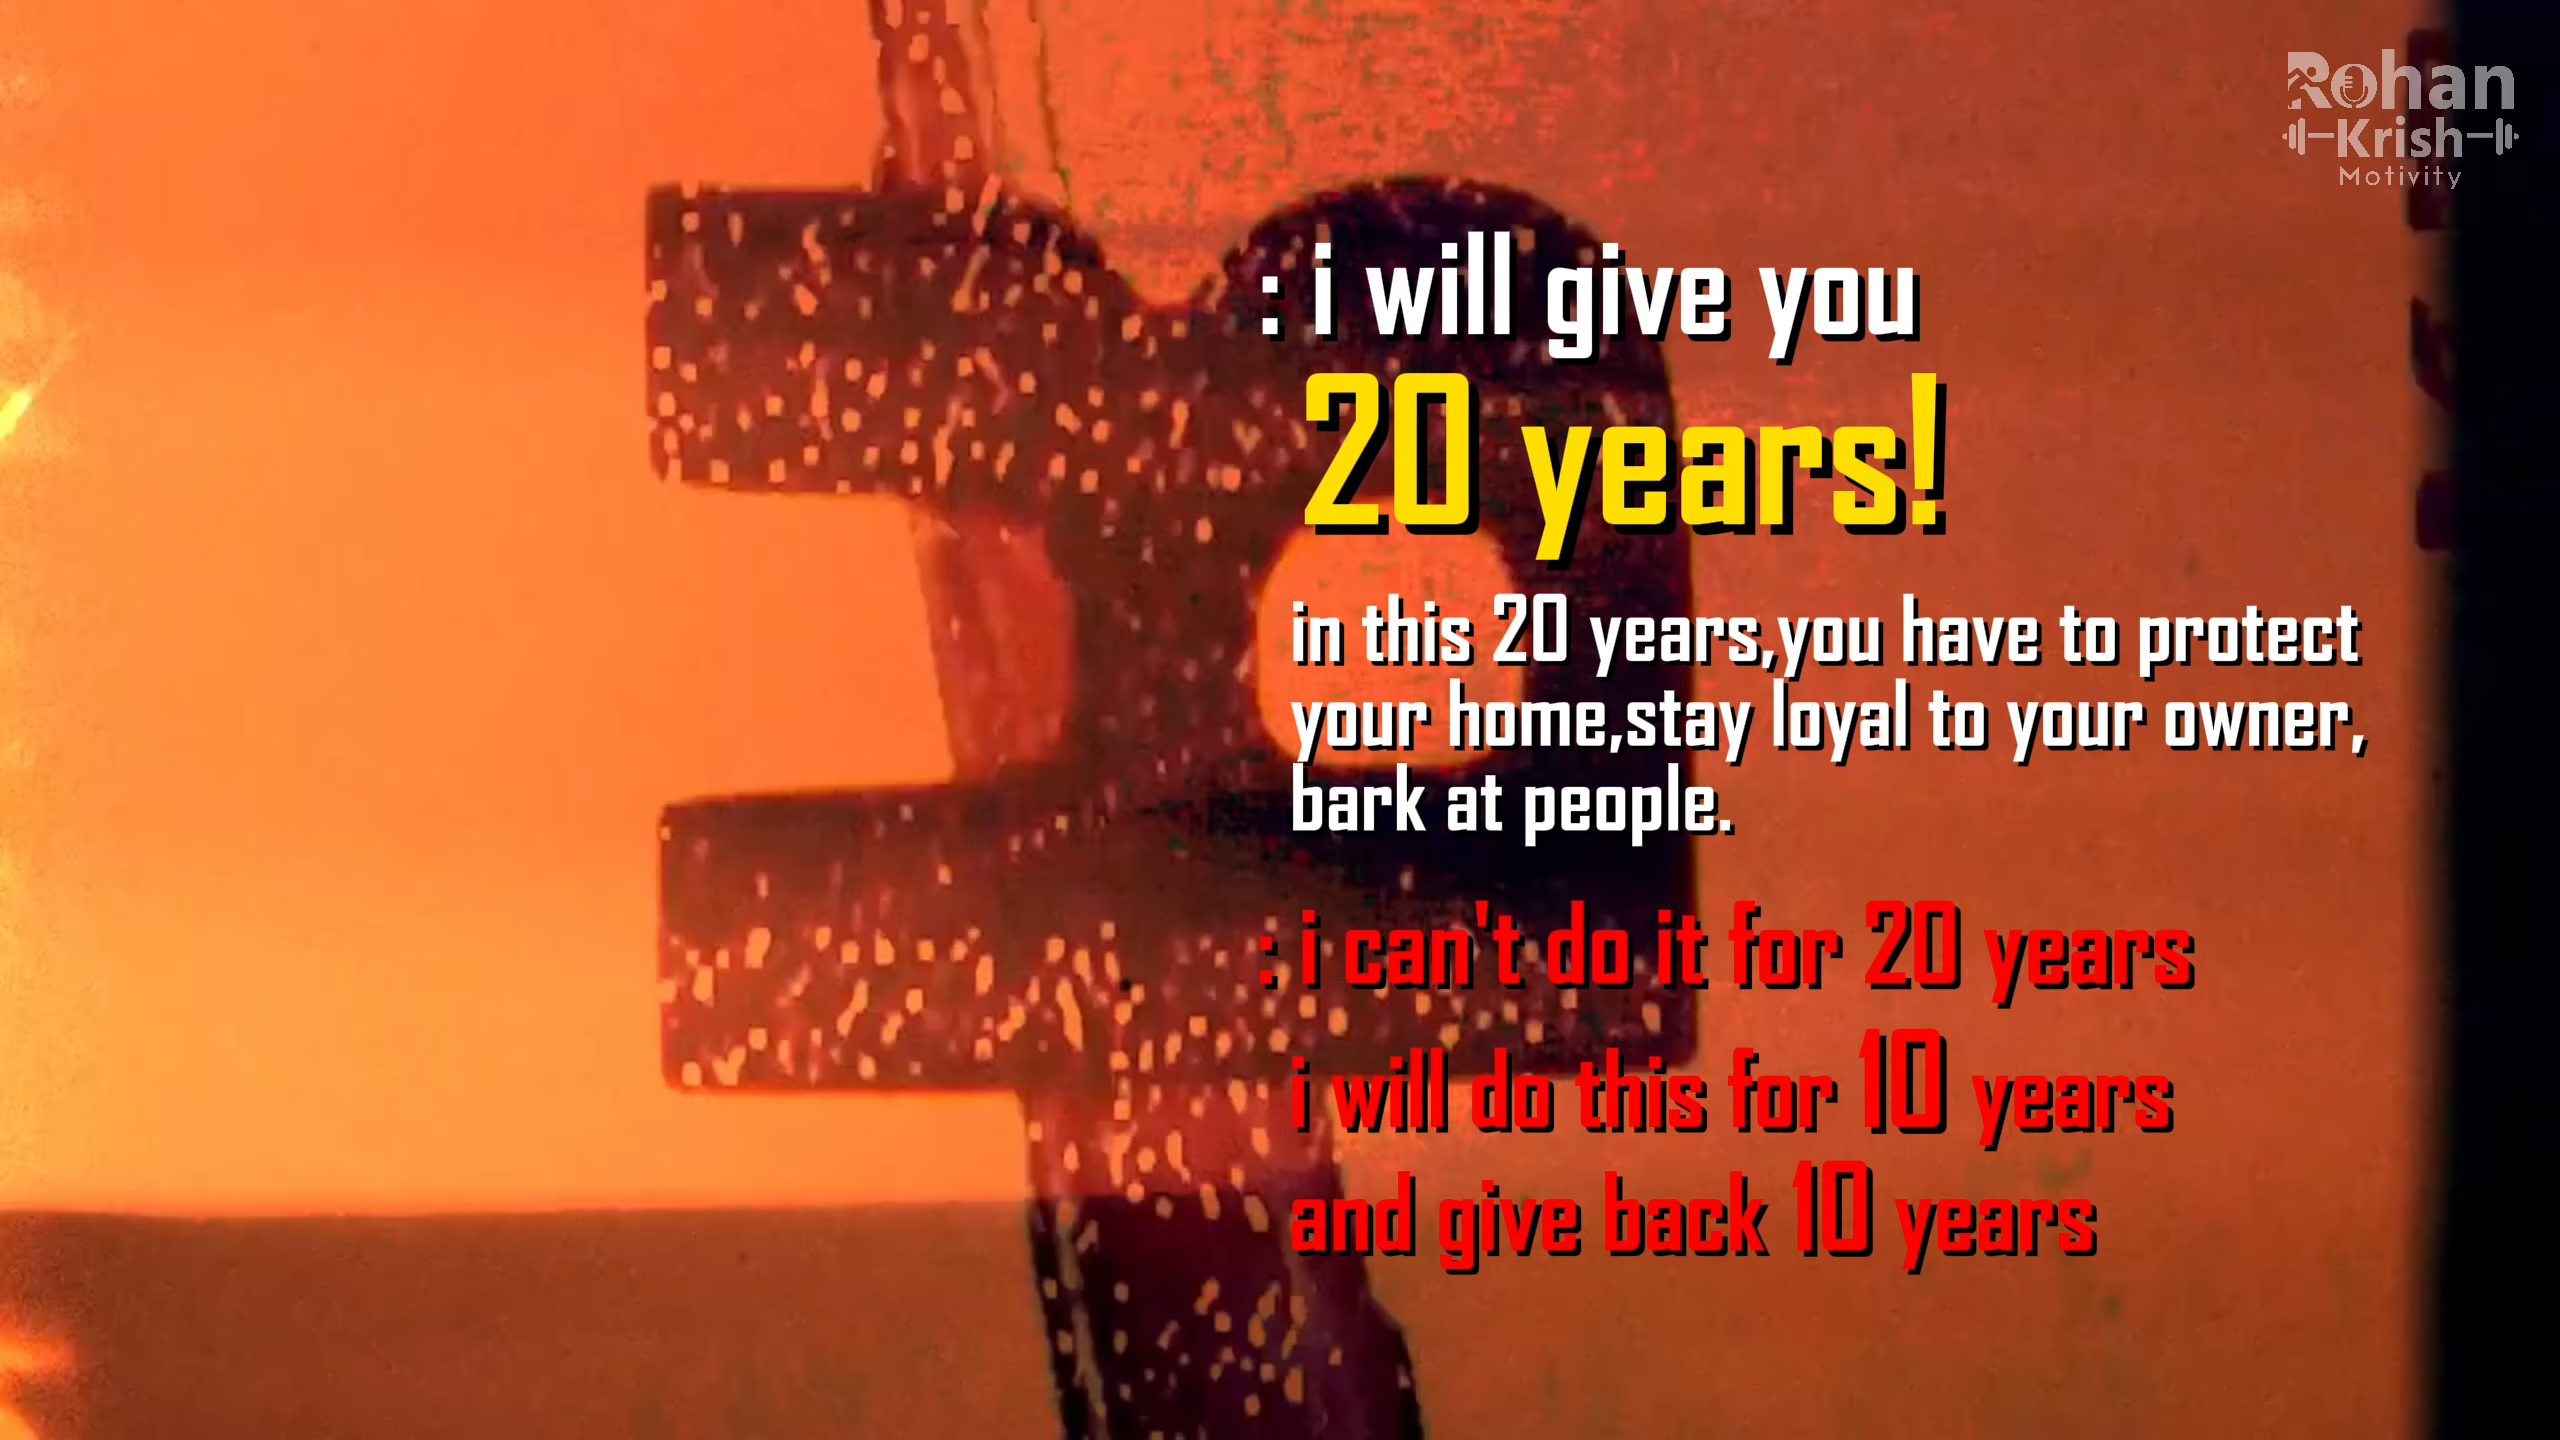 Rohan
Krish
Motivity
: i will give you
20 years!
in this 20 years,you have to protect
your home,stay loyal to your owner,
bark at people.
: i can't do it for 20 years
i will do this for 10 years
and give back 10 years